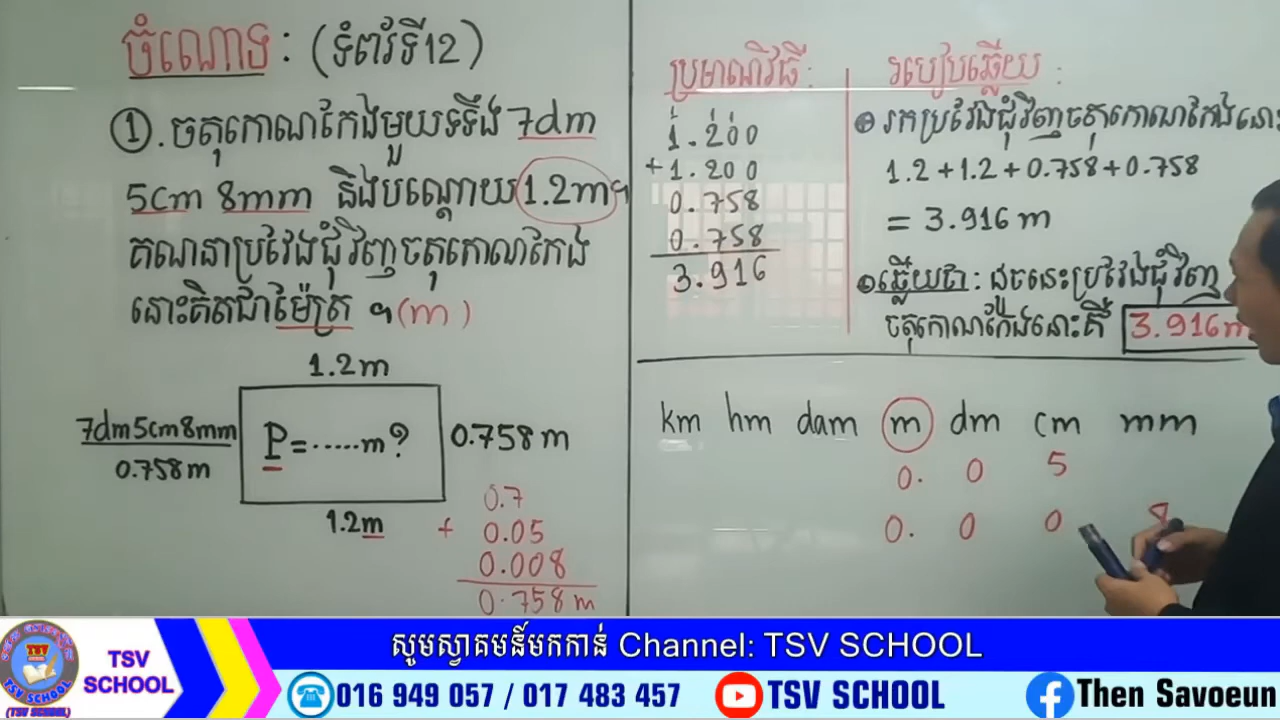 ចំណោទ : (ទំព័រទី12)
①. ចតុកោណកែងមួយទទឹង 7dm
5cm 8mm និងបណ្តោយ 1.2m។
គណនាប្រវែងជុំវិញចតុកោណកែង
នោះគិតជាម៉ែត្រ ។ (m)
1.2m
7dm5cm8mm
0.758m
P = ..... m?
0.758m
1.2m
0.7
+ 0.05
0.008
0.758m
ប្រមាណវិធី :
1.200
+ 1.200
0.758
0.758
3.916
របៀបឆ្លើយ :
រកប្រវែងជុំវិញចតុកោណកែងនោះ
1.2 + 1.2 + 0.758 + 0.758
= 3.916 m
ឆ្លើយជា : ដូចនេះប្រវែងជុំវិញ
ចតុកោណកែងនោះគឺ 3.916m
km hm dam m dm cm mm
0. 0 5
0. 0 0 8
TSV SCHOOL
(TSV SCHOOL)
TSV
SCHOOL
សូមស្វាគមន៍មកកាន់ Channel: TSV SCHOOL
016 949 057 / 017 483 457
TSV SCHOOL
Then Savoeun